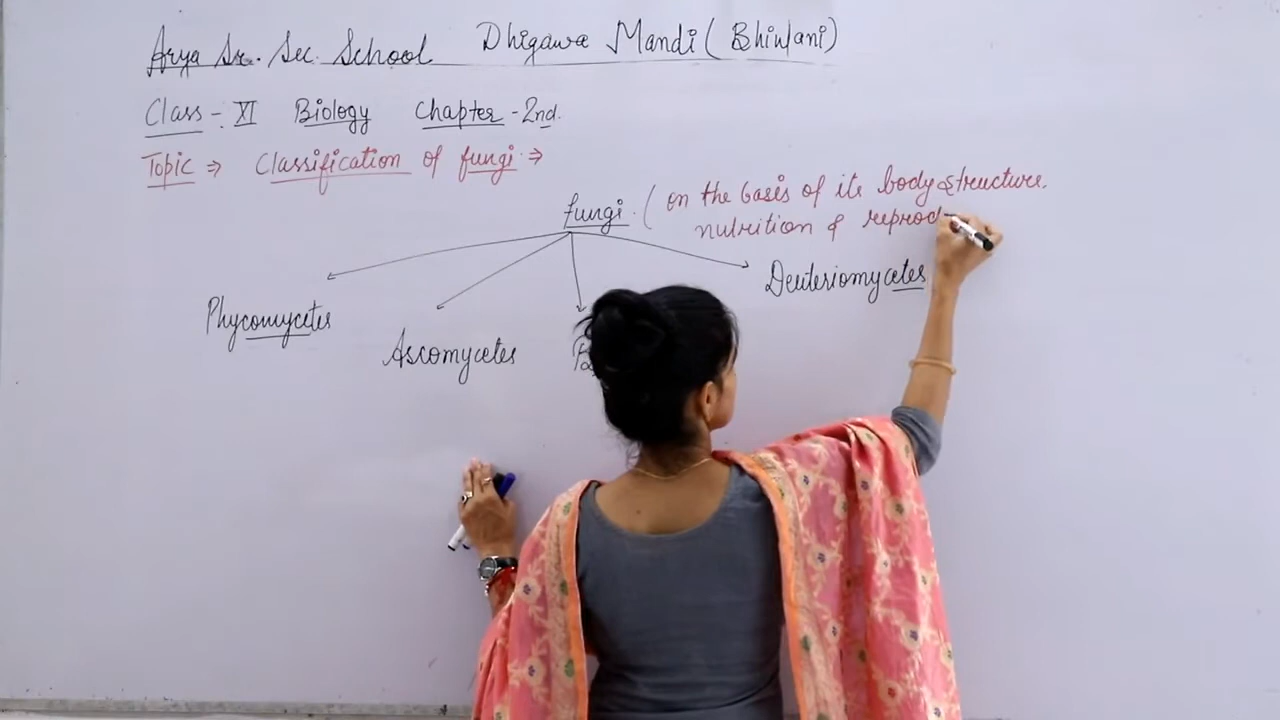 Arya Sr. Sec. School Dhigawa Mandi (Bhiwani)
Class - XI Biology Chapter - 2nd.
Topic ⇒ Classification of fungi ⇒
fungi. ( on the basis of its body structure.
nutrition & reprod
Deuteriomycetes
Phycomycetes
Ascomycetes